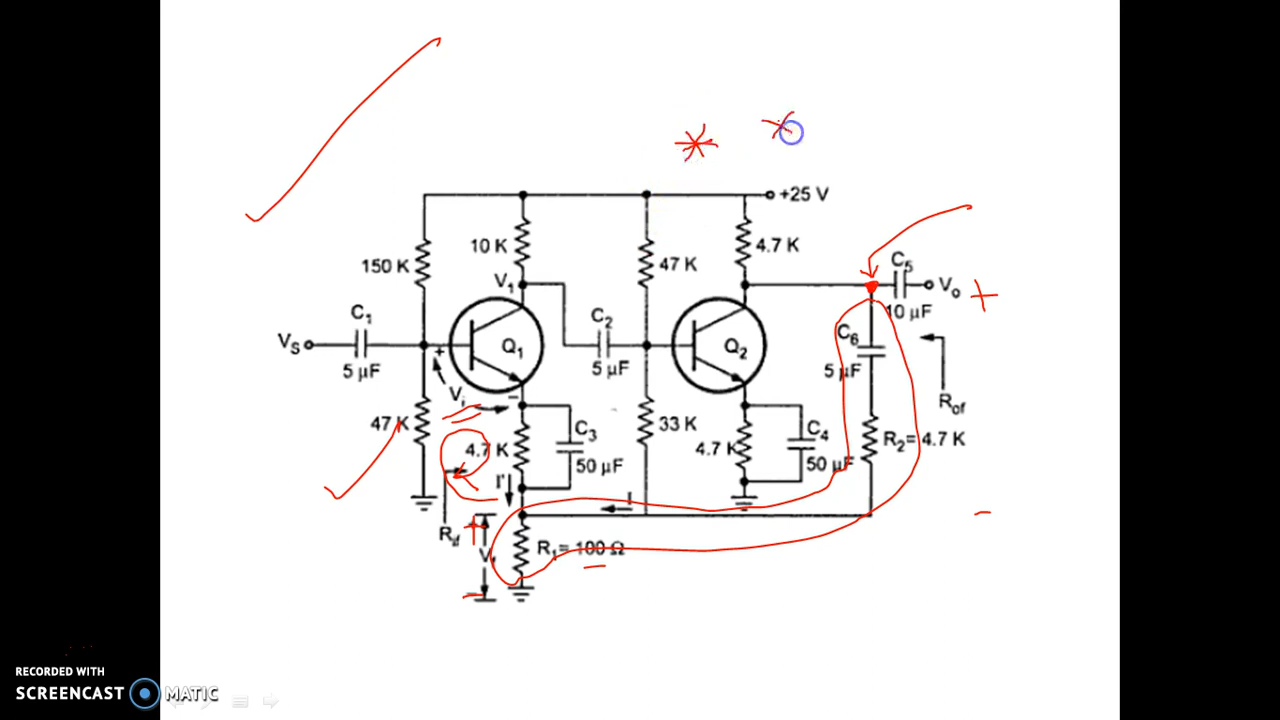 +25 V
10 K
4.7 K
150 K
47 K
V1
C5
Vo
10 µF
C1
C2
C6
VS
Q1
Q2
5 µF
5 µF
5 µF
+
Vi
−
Rof
47 K
4.7 K
C3
33 K
C4
4.7 K
R2= 4.7 K
50 µF
50 µF
I'
I
R1= 100 Ω
+
−
+
−
RECORDED WITH
SCREENCAST MATIC